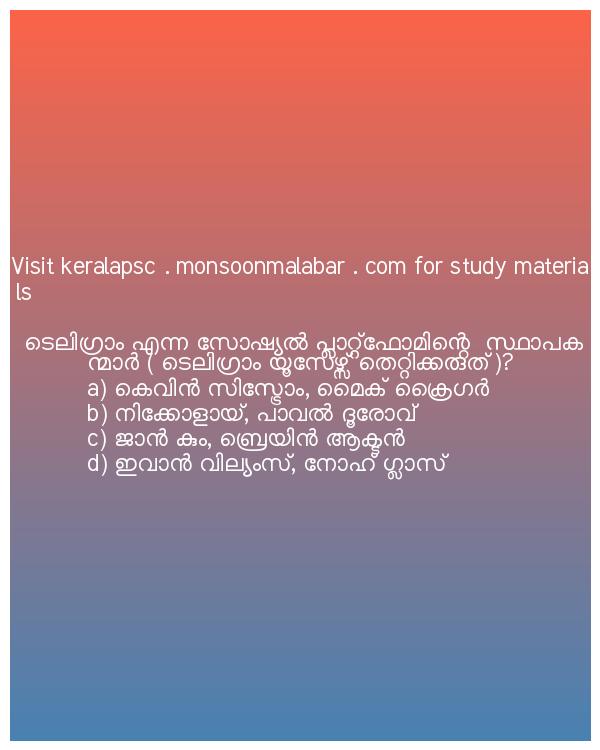 Visit keralapsc . monsoonmalabar . com for study materia
ls
ടെലിഗ്രാം എന്ന സോഷ്യൽ പ്ലാറ്റ്ഫോമിന്റെ സ്ഥാപക
ന്മാർ ( ടെലിഗ്രാം യൂസേഴ്സ് തെറ്റിക്കരുത് )?
a) കെവിൻ സിസ്ട്രോം, മൈക് ക്രൈഗർ
b) നിക്കോളായ്, പാവൽ ദൂരോവ്
c) ജാൻ കും, ബ്രെയിൻ ആക്ടൻ
d) ഇവാൻ വില്യംസ്, നോഹ് ഗ്ലാസ്